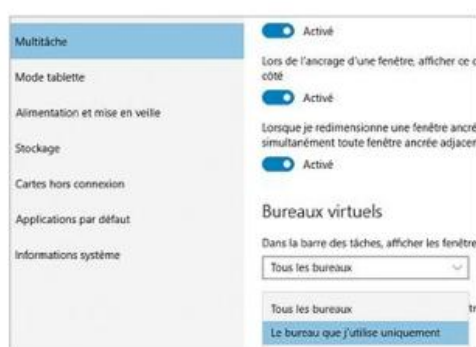 Multitâche
Mode tablette
Alimentation et mise en veille
Stockage
Cartes hors connexion
Applications par défaut
Informations système
Activé
Lors de l'ancrage d'une fenêtre, afficher ce
côté
Activé
Lorsque je redimensionne une fenêtre
simultanément toute fenêtre ancrée
Activé
Bureaux virtuels
Dans la barre des tâches, afficher les
Tous les bureaux
Tous les bureaux
Le bureau que j'utilise uniquement